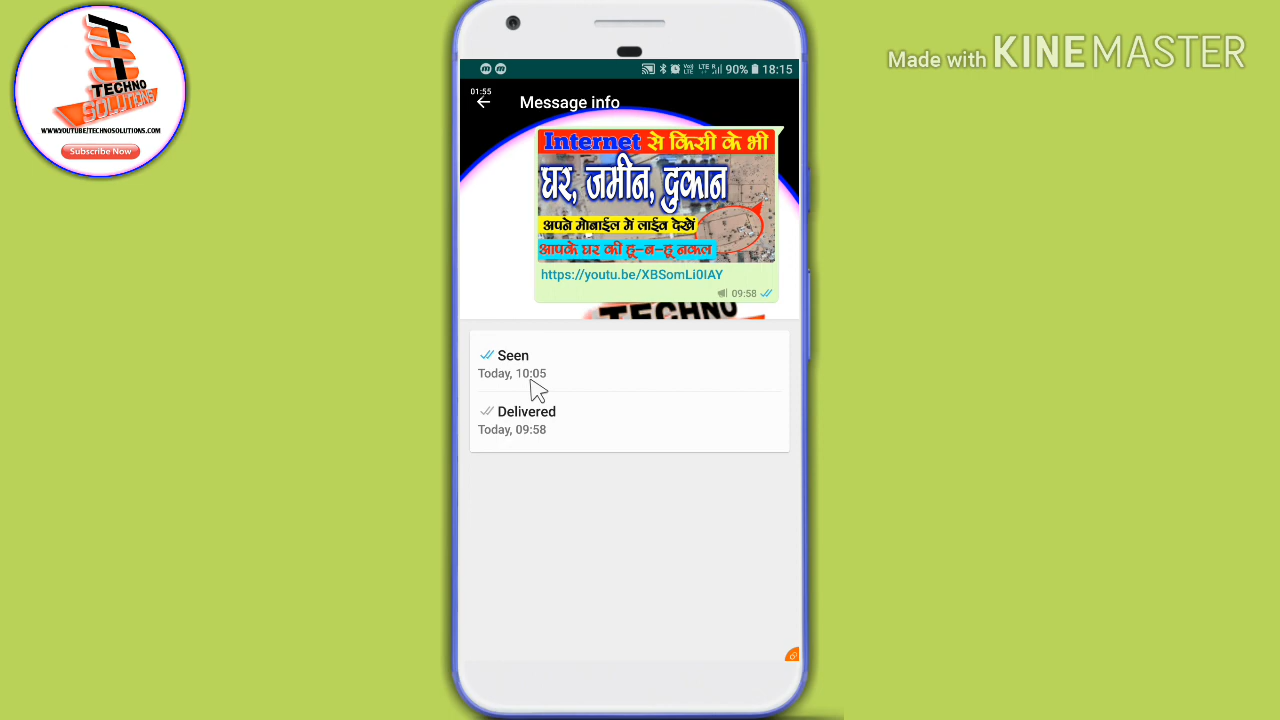 TECHNO
SOLUTIONS
WWW.YOUTUBE/TECHNOSOLUTIONS.COM
Subscribe Now
Made with KINEMASTER
90% 18:15
01:55
Message info
Internet से किसी के भी
घर, जमीन, दुकान
अपने मोबाईल में लाईव देखें
आपके घर की हू-ब-हू नकल
https://youtu.be/XBSomLi0IAY
09:58
TECHNO
Seen
Today, 10:05
Delivered
Today, 09:58